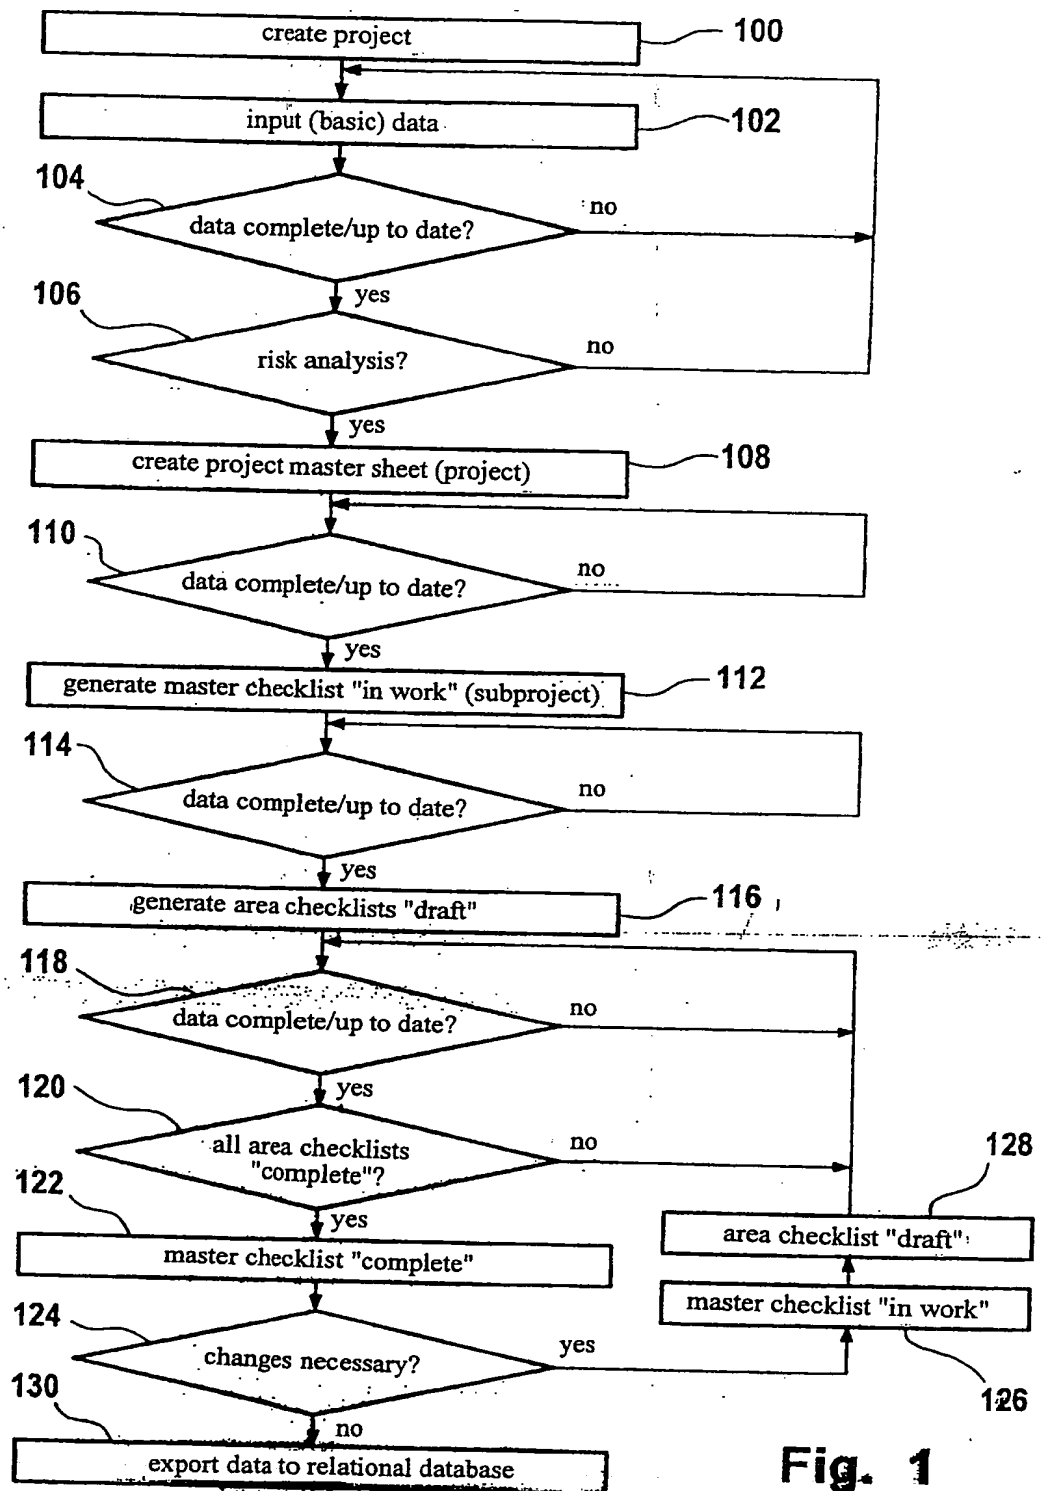 create project
100
input (basic) data
102
104
data complete/up to date?
no
yes
106
risk analysis?
no
yes
create project master sheet (project)
108
110
data complete/up to date?
no
yes
generate master checklist "in work" (subproject)
112
114
data complete/up to date?
no
yes
generate area checklists "draft"
116
118
data complete/up to date?
no
yes
120
all area checklists
"complete"?
no
yes
122
master checklist "complete"
128
area checklist "draft"
master checklist "in work"
126
124
changes necessary?
yes
no
130
export data to relational database
Fig. 1